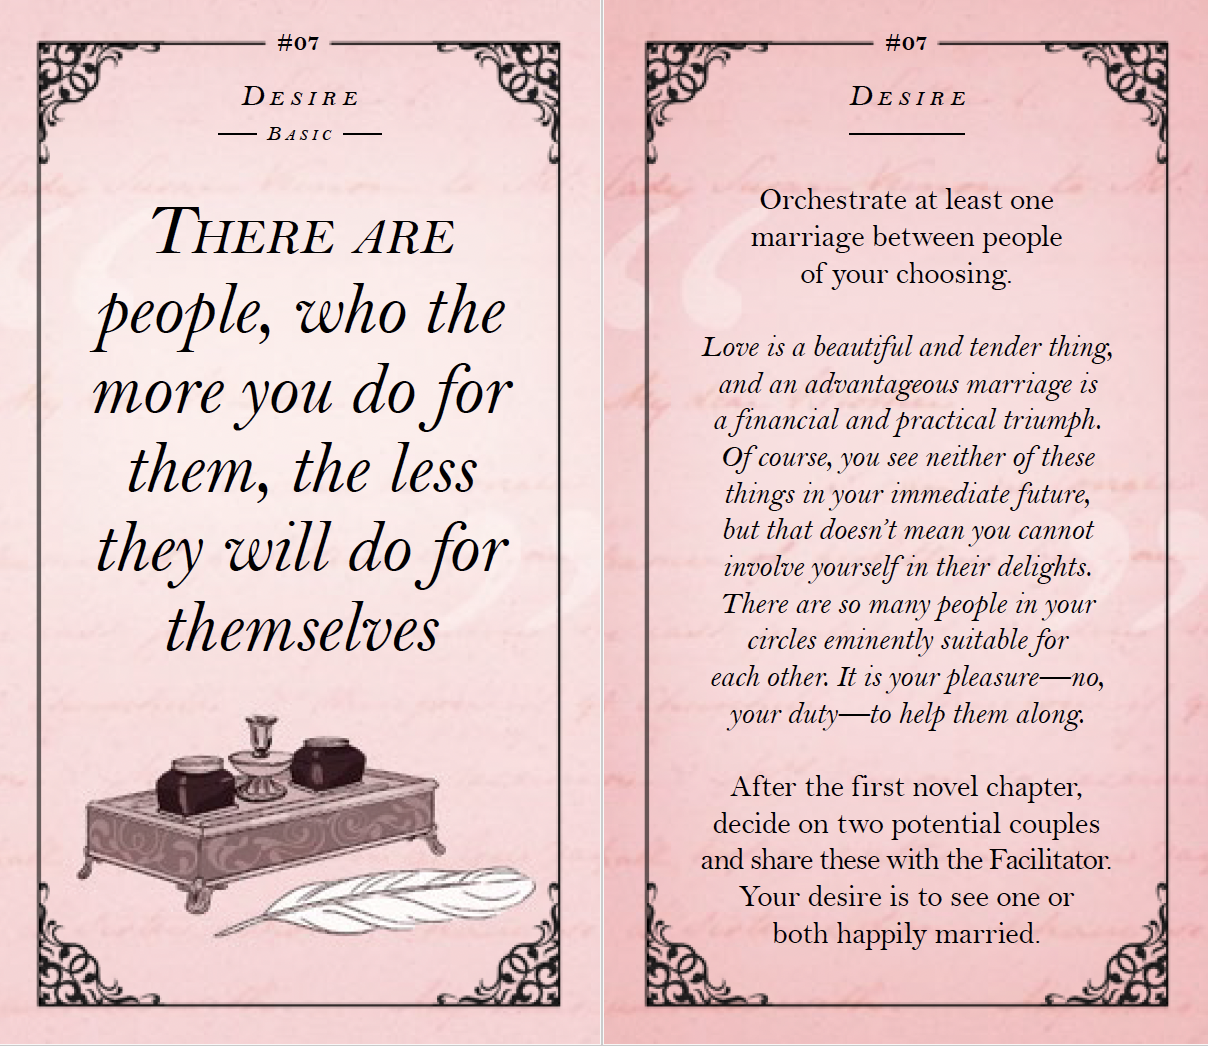 #07
DESIRE
BASIC
THERE ARE
people, who the
more you do for
them, the less
they will do for
themselves
#07
DESIRE
Orchestrate at least one
marriage between people
of your choosing.
Love is a beautiful and tender thing,
and an advantageous marriage is
a financial and practical triumph.
Of course, you see neither of these
things in your immediate future,
but that doesn’t mean you cannot
involve yourself in their delights.
There are so many people in your
circles eminently suitable for
each other. It is your pleasure—no,
your duty—to help them along.
After the first novel chapter,
decide on two potential couples
and share these with the Facilitator.
Your desire is to see one or
both happily married.